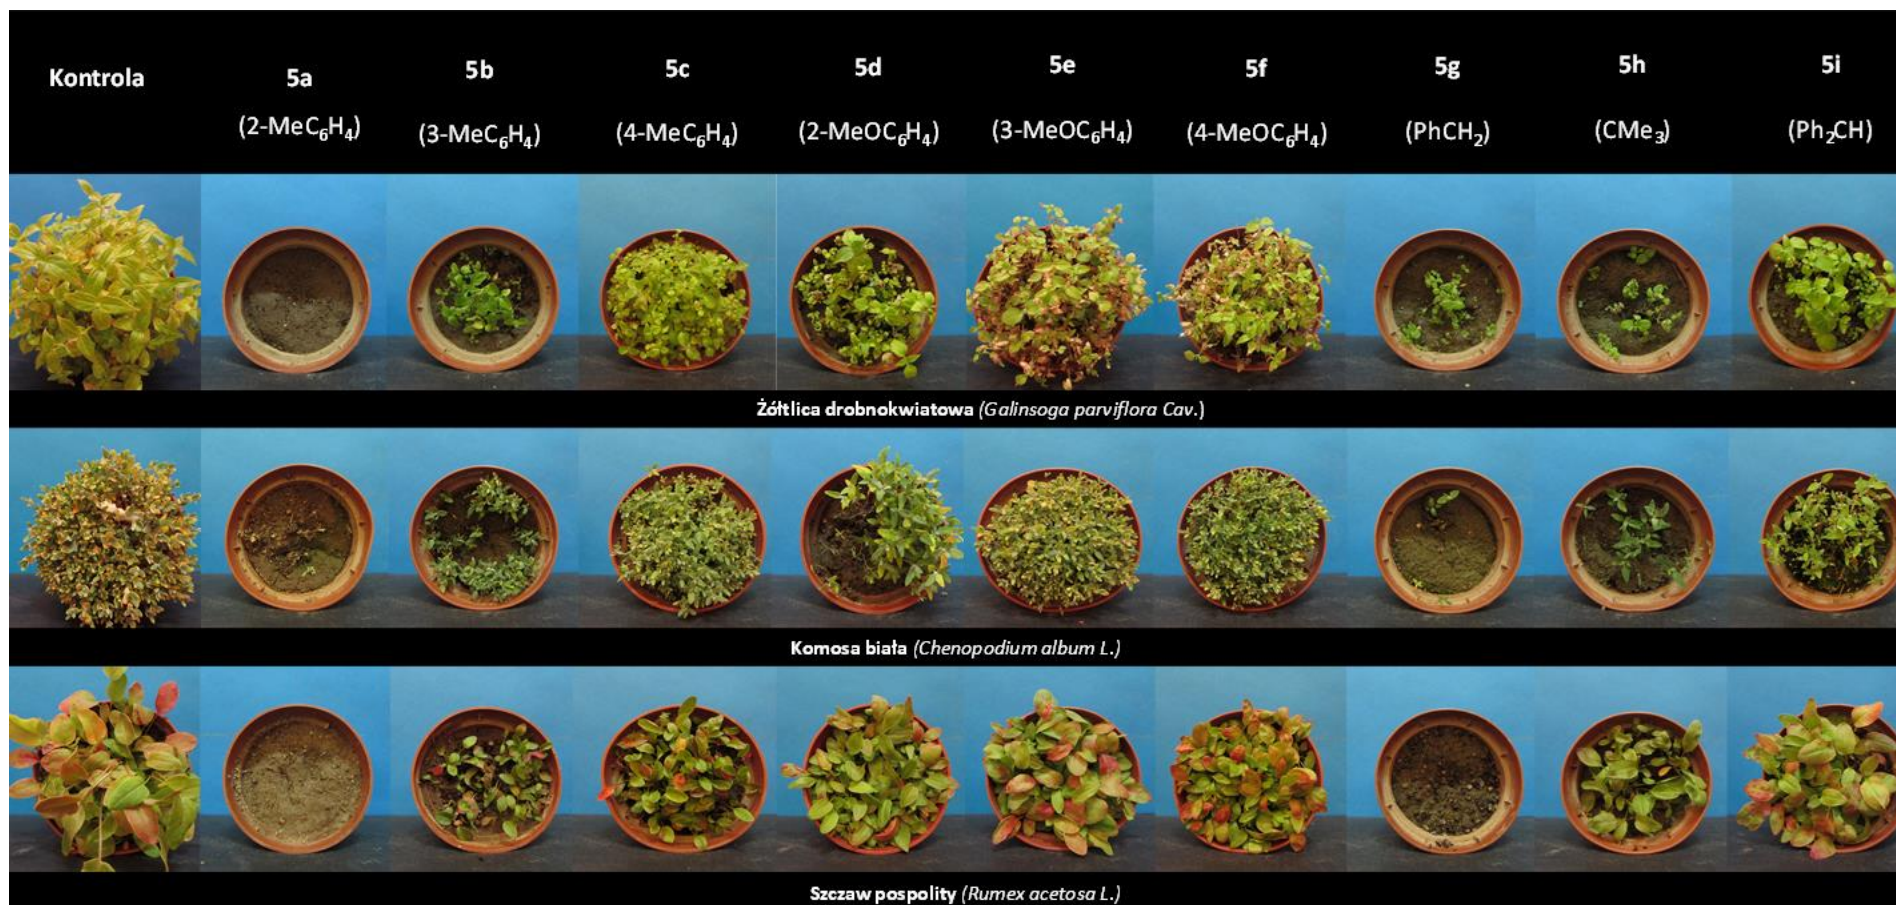 Kontrola 5a 5b 5c 5d 5e 5f 5g 5h 5i
(2-MeC₆H₄) (3-MeC₆H₄) (4-MeC₆H₄) (2-MeOC₆H₄) (3-MeOC₆H₄) (4-MeOC₆H₄) (PhCH₂) (CMe₃) (Ph₂CH)
Żółtlica drobnokwiatowa (Galinsoga parviflora Cav.)
Komosa biała (Chenopodium album L.)
Szczaw pospolity (Rumex acetosa L.)